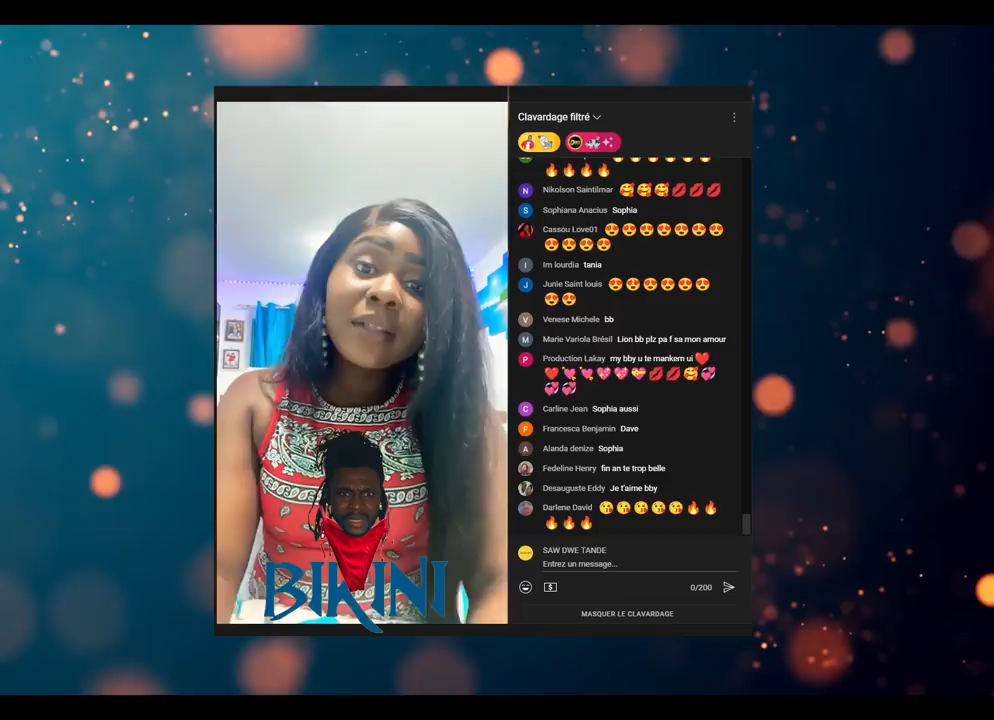 Clavardage filtré
Nikolson Saintilmar 🥰🥰🥰💋💋💋
Sophiana Anacius Sophia
Cassou Love01 😍😍😍😍😍😍😍
😍😍😍😍
Im lourdia tania
Junie Saint louis 😍😍😍😍😍😍
😍😍
Venese Michele bb
Marie Variola Brésil Lion bb plz pa f sa mon amour
Production Lakay my bby u te mankem ui ❤️
❤️💘💘💖💖💝💋💋🥰💞
💞💞
Carline Jean Sophia aussi
Francesca Benjamin Dave
Alanda denize Sophia
Fedeline Henry fin an te trop belle
Desauguste Eddy Je t'aime bby
Darlene David 😘😘😘😘😘🔥🔥
🔥🔥🔥
SAW DWE TANDE
Entrez un message...
0/200
MASQUER LE CLAVARDAGE
BIKINI